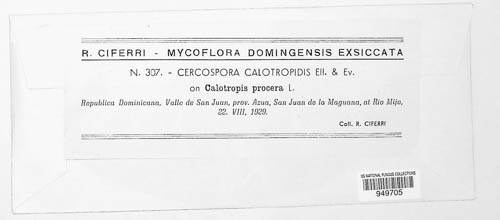 R. CIFERRI - MYCOFLORA DOMINGENSIS EXSICCATA
N. 307. - CERCOSPORA CALOTROPIDIS Ell. & Ev.
on Calotropis procera L.
Republica Dominicana, Valle de San Juan, prov. Azua, San Juan de la Maguana, at Rio Mijo,
22. VIII, 1929.
Coll. R. CIFERRI
US NATIONAL FUNGUS COLLECTIONS
949705